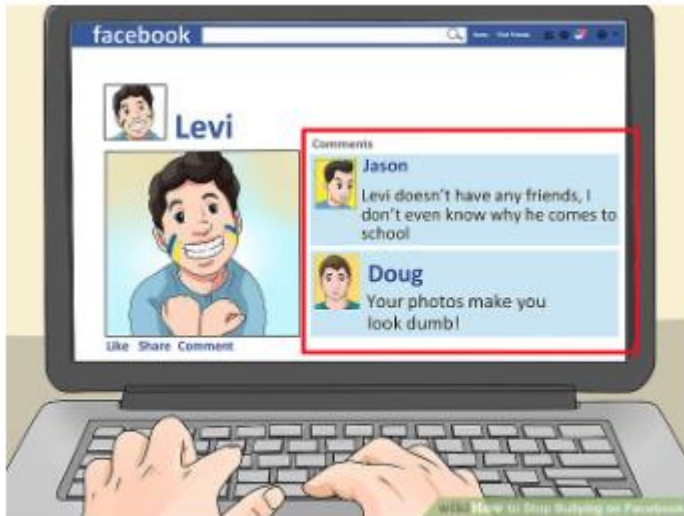 facebook
Levi
Comments
Jason
Levi doesn't have any friends, I
don't even know why he comes to
school
Doug
Your photos make you
look dumb!
Like Share Comment
wikiHow to Stop Bullying on Facebook